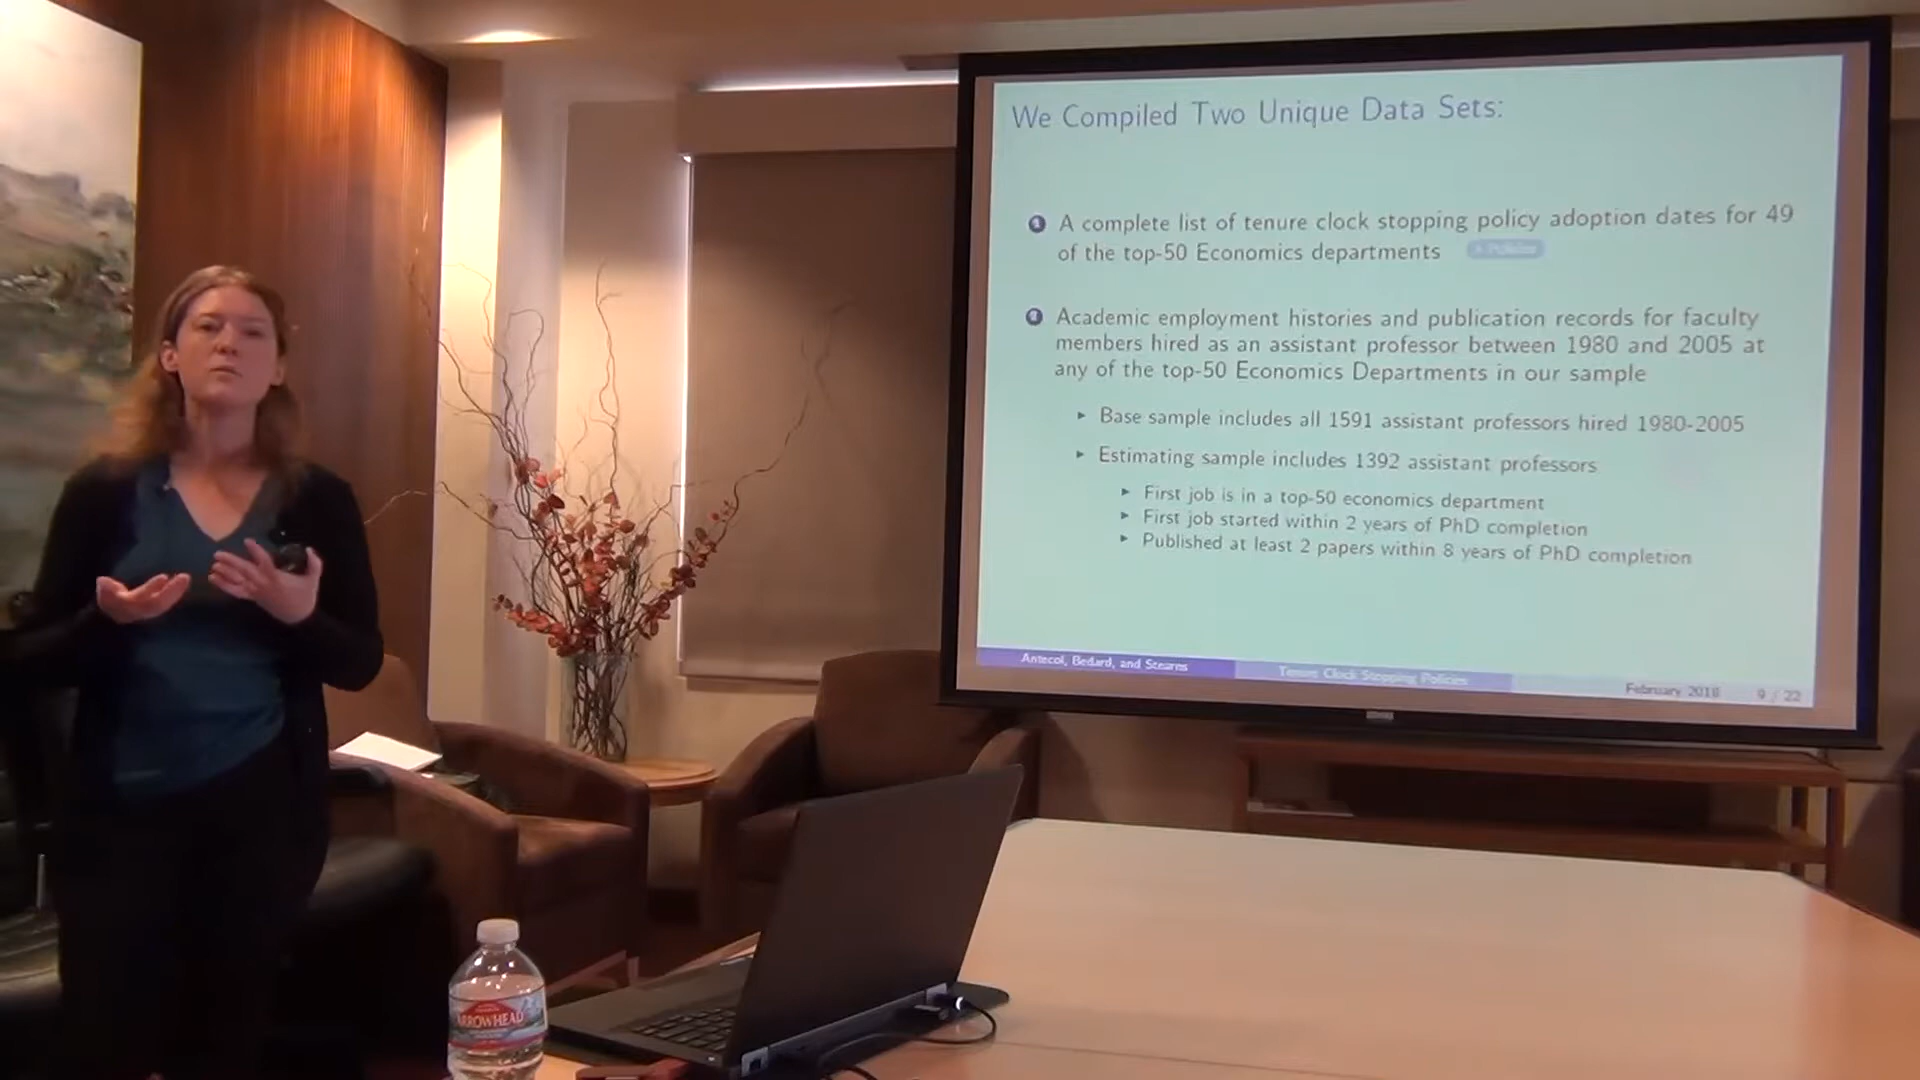 We Compiled Two Unique Data Sets:
1 A complete list of tenure clock stopping policy adoption dates for 49
of the top-50 Economics departments
Policies
2 Academic employment histories and publication records for faculty
members hired as an assistant professor between 1980 and 2005 at
any of the top-50 Economics Departments in our sample
Base sample includes all 1591 assistant professors hired 1980-2005
Estimating sample includes 1392 assistant professors
First job is in a top-50 economics department
First job started within 2 years of PhD completion
Published at least 2 papers within 8 years of PhD completion
Antecol, Bedard, and Stearns
Tenure Clock Stopping Policies
February 2016
9 / 22
ARROWHEAD